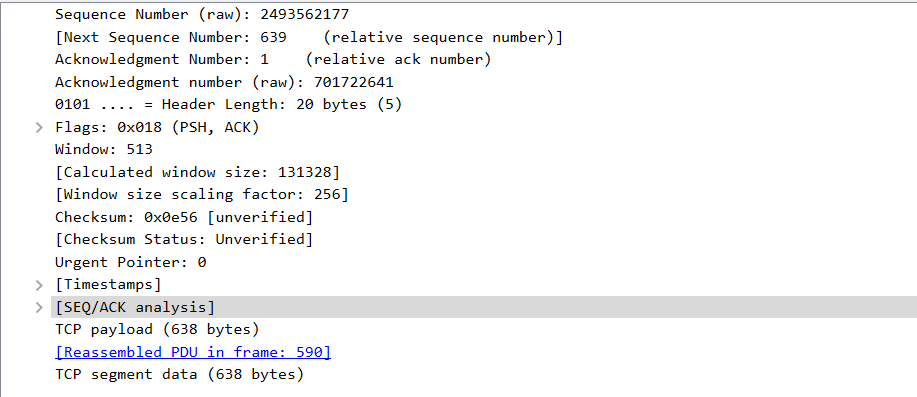 Sequence Number (raw): 2493562177
[Next Sequence Number: 639    (relative sequence number)]
Acknowledgment Number: 1    (relative ack number)
Acknowledgment number (raw): 701722641
0101 .... = Header Length: 20 bytes (5)
Flags: 0x018 (PSH, ACK)
Window: 513
[Calculated window size: 131328]
[Window size scaling factor: 256]
Checksum: 0x0e56 [unverified]
[Checksum Status: Unverified]
Urgent Pointer: 0
[Timestamps]
[SEQ/ACK analysis]
TCP payload (638 bytes)
[Reassembled PDU in frame: 590]
TCP segment data (638 bytes)